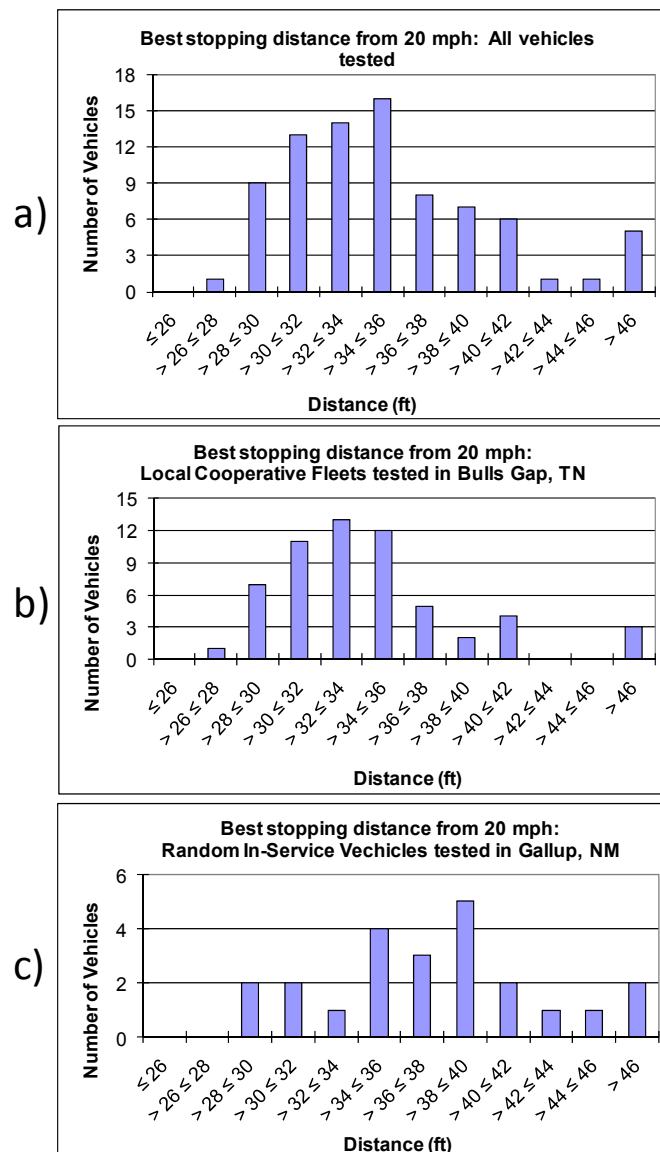 a)
Best stopping distance from 20 mph: All vehicles
tested
Number of Vehicles
18
15
12
9
6
3
0
≤ 26
> 26 ≤ 28
> 28 ≤ 30
> 30 ≤ 32
> 32 ≤ 34
> 34 ≤ 36
> 36 ≤ 38
> 38 ≤ 40
> 40 ≤ 42
> 42 ≤ 44
> 44 ≤ 46
> 46
Distance (ft)
b)
Best stopping distance from 20 mph:
Local Cooperative Fleets tested in Bulls Gap, TN
Number of Vehicles
15
12
9
6
3
0
≤ 26
> 26 ≤ 28
> 28 ≤ 30
> 30 ≤ 32
> 32 ≤ 34
> 34 ≤ 36
> 36 ≤ 38
> 38 ≤ 40
> 40 ≤ 42
> 42 ≤ 44
> 44 ≤ 46
> 46
Distance (ft)
c)
Best stopping distance from 20 mph:
Random In-Service Vechicles tested in Gallup, NM
Number of Vehicles
6
4
2
0
≤ 26
> 26 ≤ 28
> 28 ≤ 30
> 30 ≤ 32
> 32 ≤ 34
> 34 ≤ 36
> 36 ≤ 38
> 38 ≤ 40
> 40 ≤ 42
> 42 ≤ 44
> 44 ≤ 46
> 46
Distance (ft)